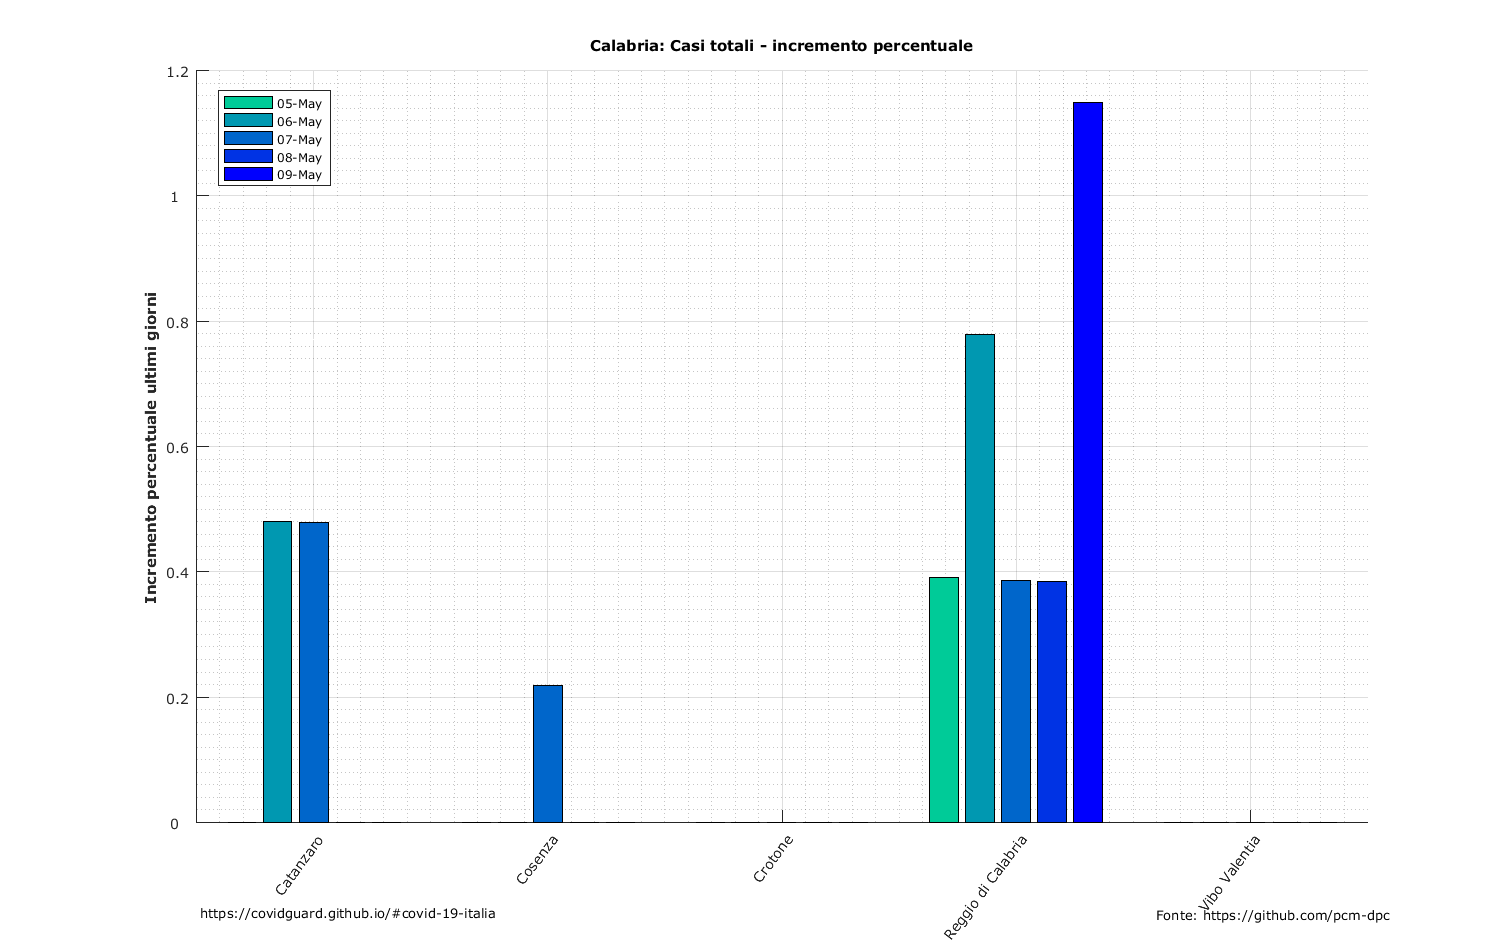 Calabria: Casi totali - incremento percentuale
Incremento percentuale ultimi giorni
1.2
1
0.8
0.6
0.4
0.2
0
05-May
06-May
07-May
08-May
09-May
Catanzaro
Cosenza
Crotone
Reggio di Calabria
Vibo Valentia
https://covidguard.github.io/#covid-19-italia
Fonte: https://github.com/pcm-dpc